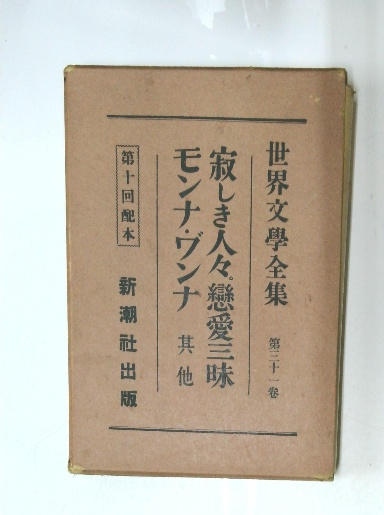 世界文學全集 第三十一卷
寂しき人々。戀愛三昧
モンナ・ヴンナ 其他
第十回配本 新潮社出版